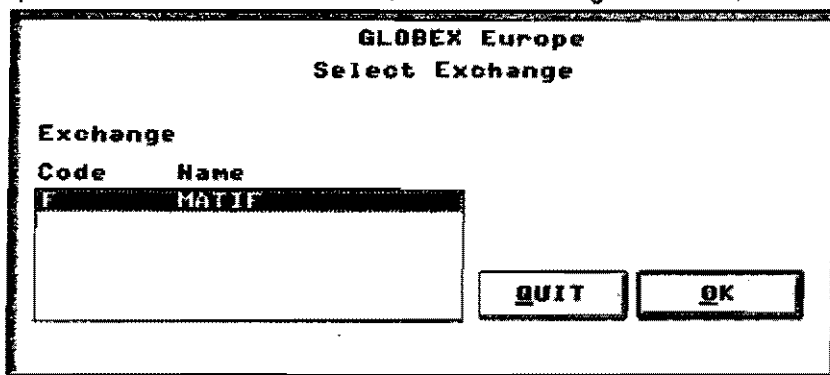 GLOBEX Europe
Select Exchange
Exchange
Code Name
F MATIF
QUIT OK